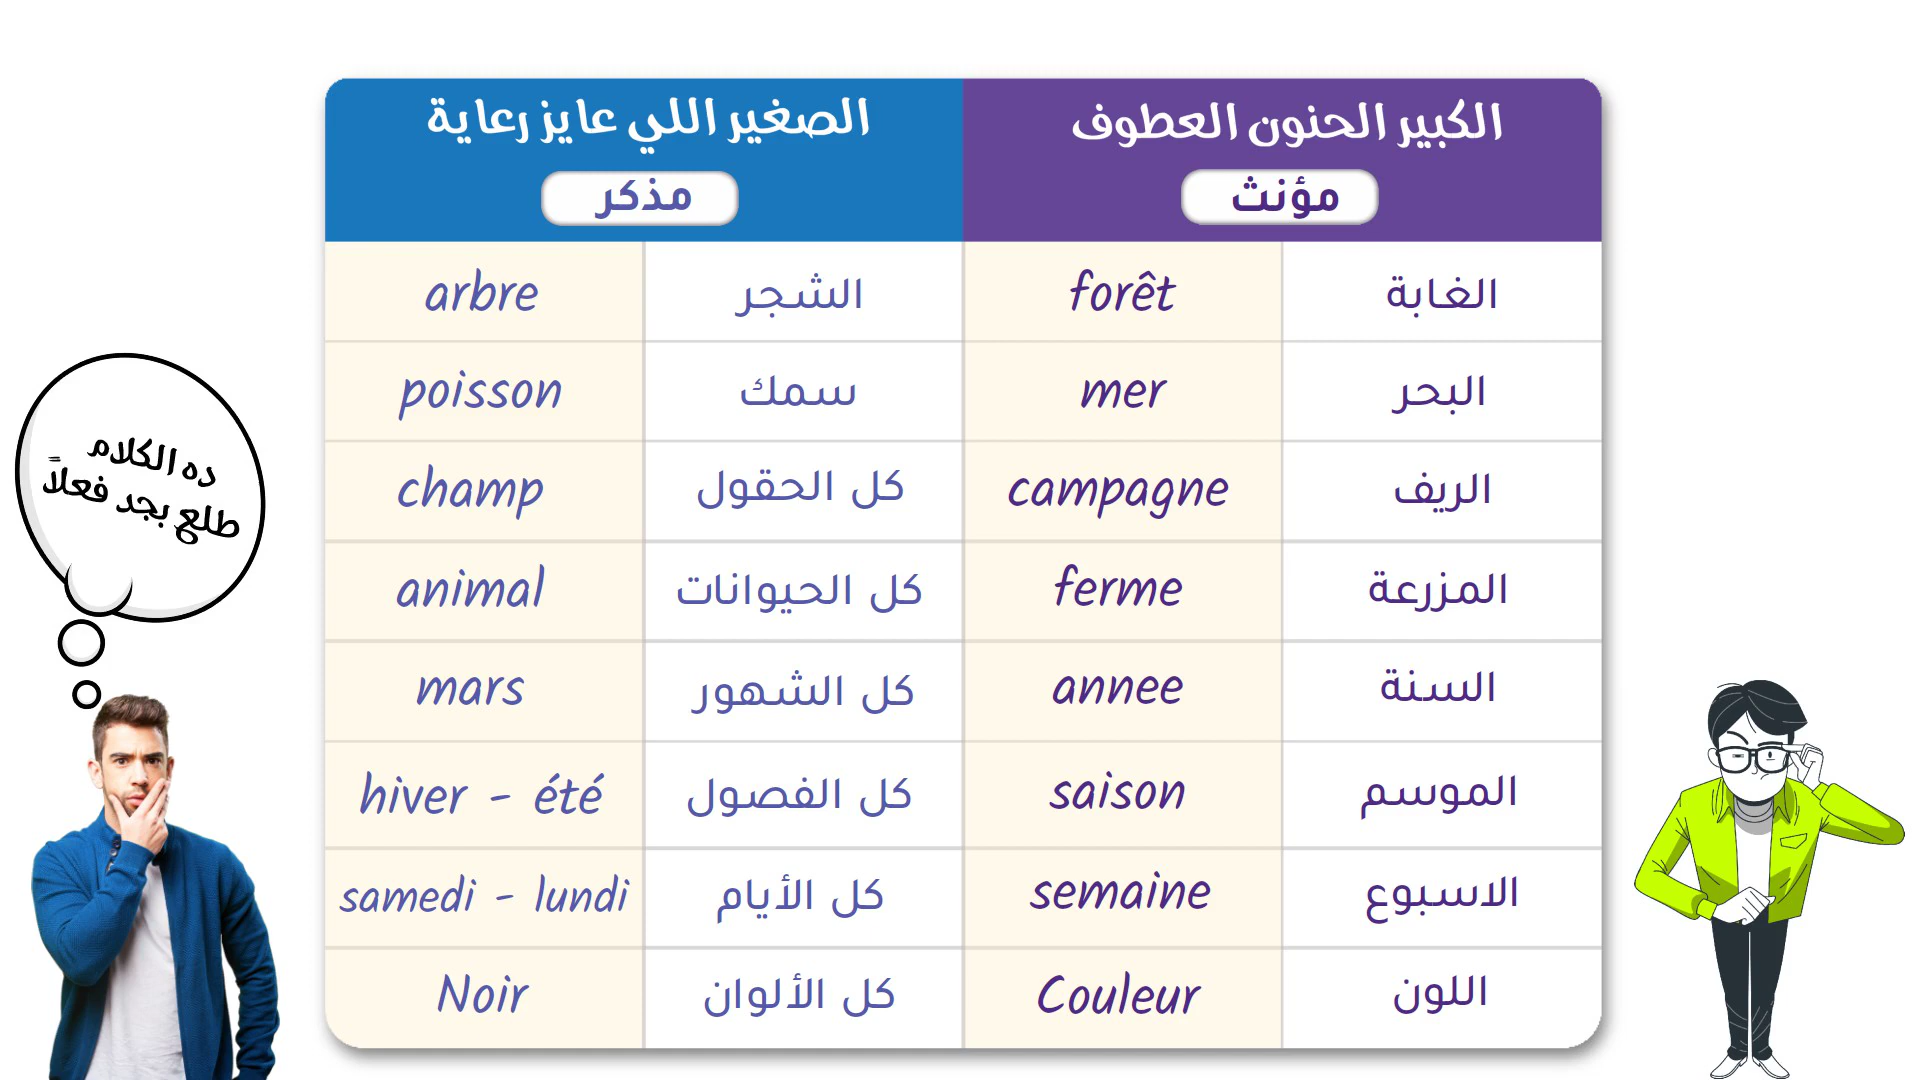 الكبير الحنون العطوف
مؤنث
الصغير اللي عايز رعاية
مذكر
الغابة forêt الشجر arbre
البحر mer سمك poisson
الريف campagne كل الحقول champ
المزرعة ferme كل الحيوانات animal
السنة annee كل الشهور mars
الموسم saison كل الفصول hiver - été
الاسبوع semaine كل الأيام samedi - lundi
اللون Couleur كل الألوان Noir
ده الكلام
طلع بجد فعلاً